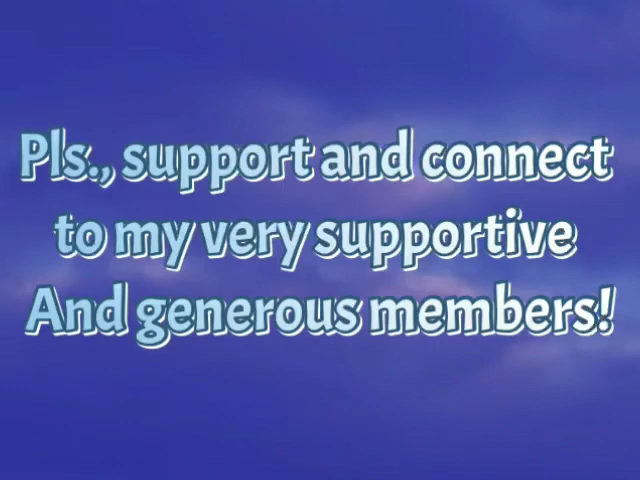 Pls., support and connect
to my very supportive
And generous members!